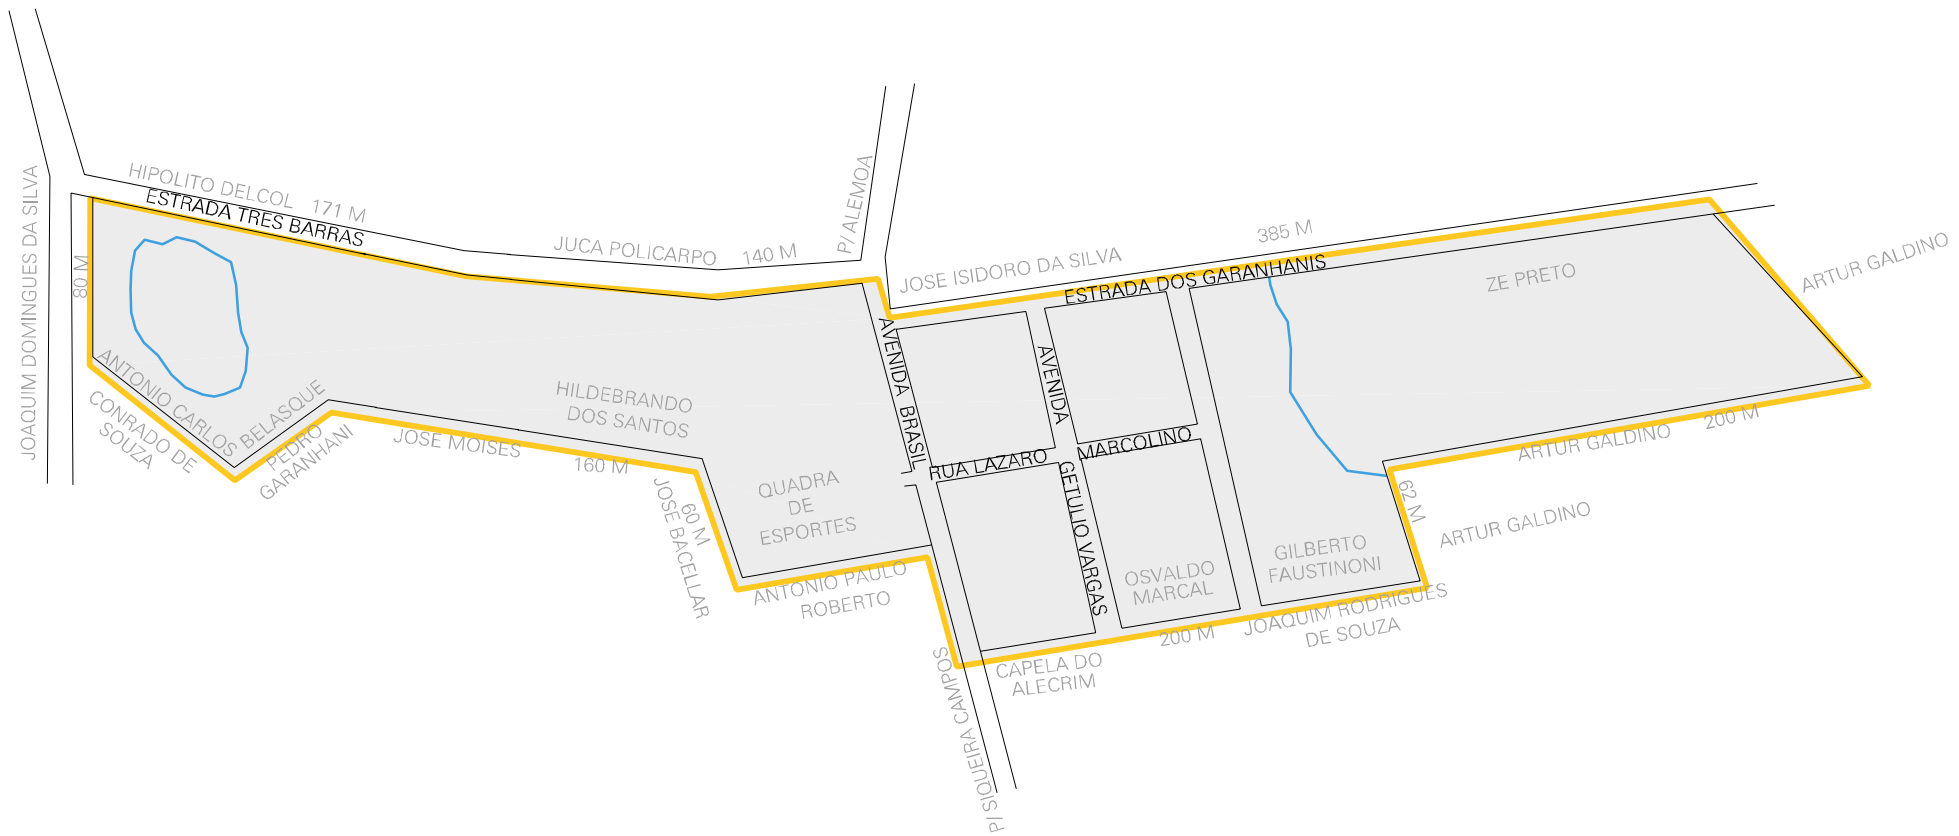 JOAQUIM DOMINGUES DA SILVA
HIPOLITO DELCOL 171 M
ESTRADA TRES BARRAS
80 M
ANTONIO CARLOS
BELASQUE
CONRADO DE
SOUZA
PEDRO
GARANHANI
JUCA POLICARPO 140 M
P/ ALEMOA
HILDEBRANDO
DOS SANTOS
JOSE MOISES
160 M
JOSE BACELLAR
60 M
QUADRA
DE
ESPORTES
ANTONIO PAULO
ROBERTO
JOSE ISIDORO DA SILVA
385 M
ESTRADA DOS GARANHANIS
AVENIDA BRASIL
AVENIDA
GETULIO VARGAS
RUA LAZARO
MARCOLINO
ZE PRETO
ARTUR GALDINO
200 M
ARTUR GALDINO
62 M
ARTUR GALDINO
GILBERTO
FAUSTINONI
OSVALDO
MARCAL
JOAQUIM RODRIGUES
DE SOUZA
200 M
CAPELA DO
ALECRIM
P/ SIQUEIRA CAMPOS